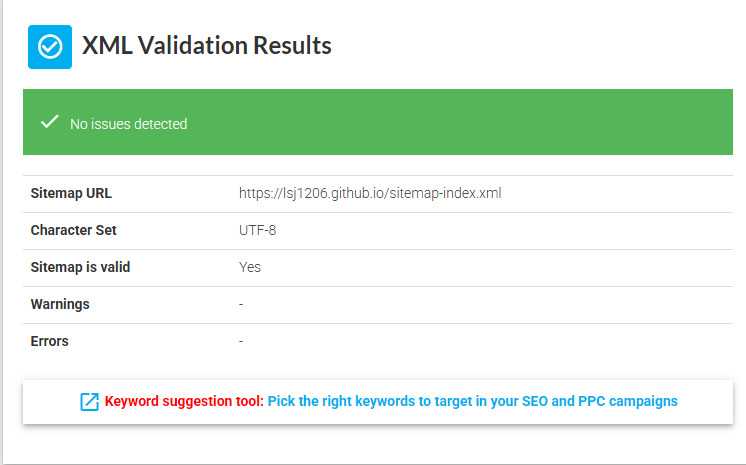 XML Validation Results
No issues detected
Sitemap URL https://lsj1206.github.io/sitemap-index.xml
Character Set UTF-8
Sitemap is valid Yes
Warnings -
Errors -
Keyword suggestion tool: Pick the right keywords to target in your SEO and PPC campaigns